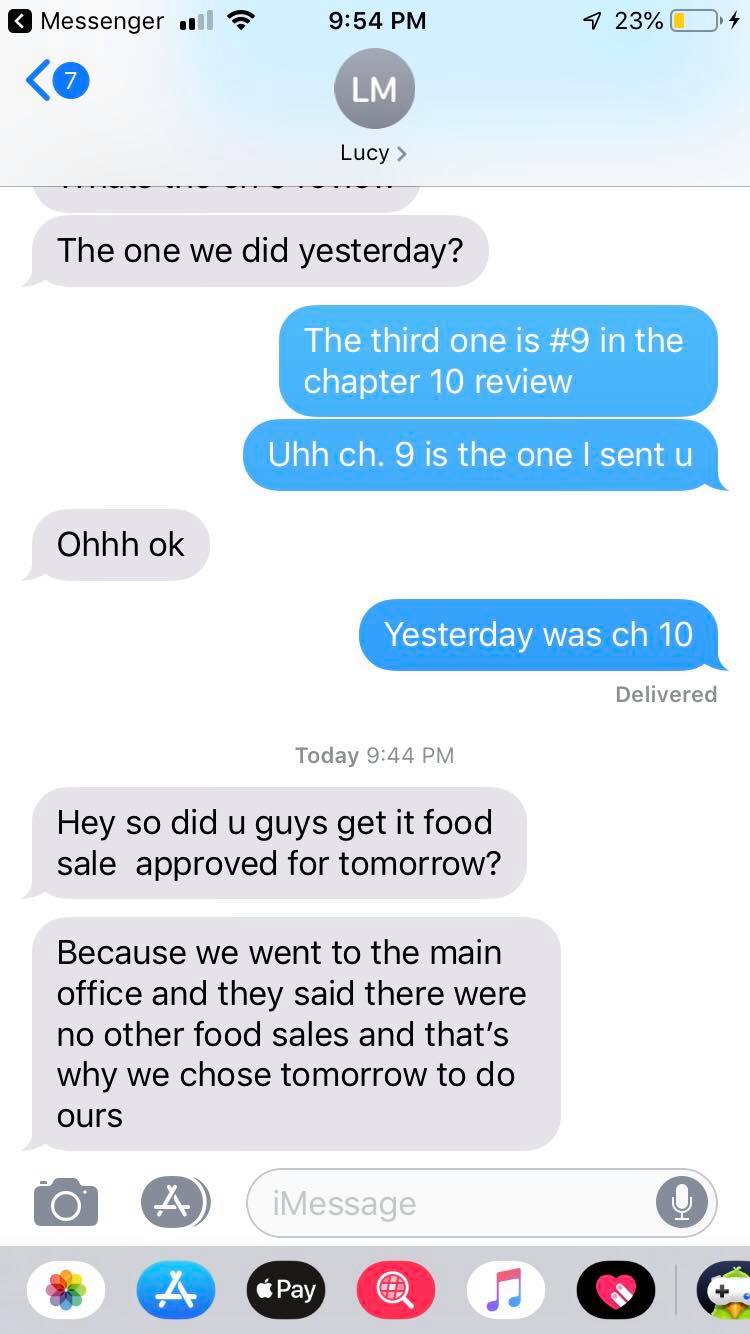 Messenger
9:54 PM
23%
7
LM
Lucy
The one we did yesterday?
The third one is #9 in the
chapter 10 review
Uhh ch. 9 is the one I sent u
Ohhh ok
Yesterday was ch 10
Delivered
Today 9:44 PM
Hey so did u guys get it food
sale  approved for tomorrow?
Because we went to the main
office and they said there were
no other food sales and that’s
why we chose tomorrow to do
ours
iMessage
Pay